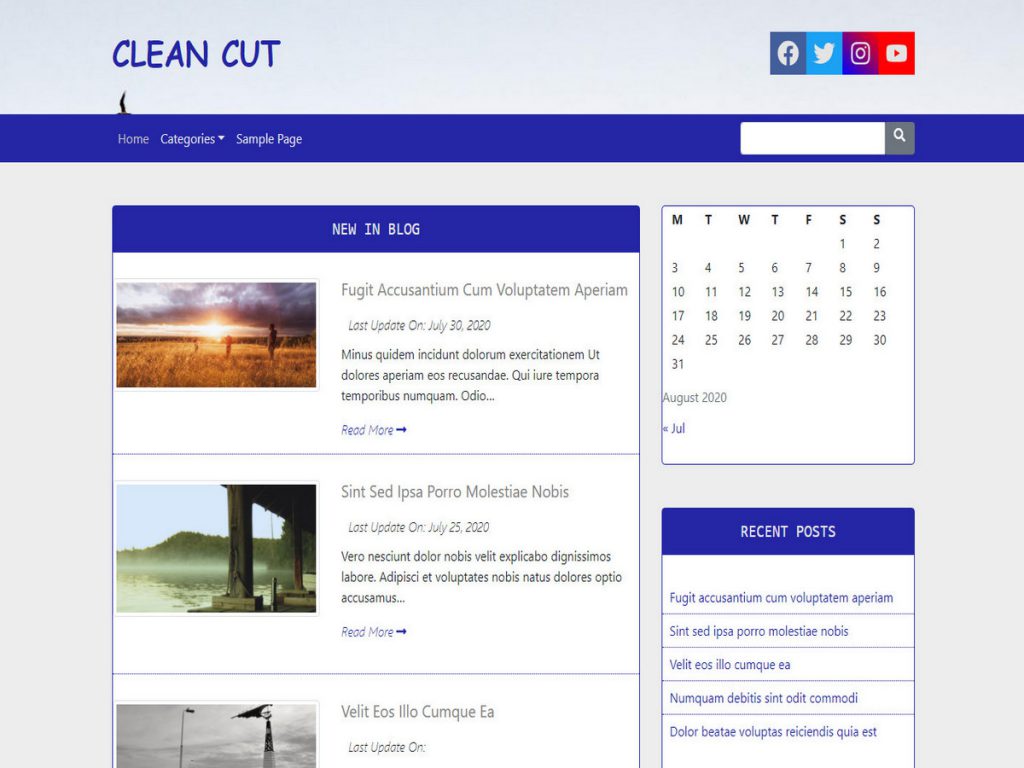 CLEAN CUT
Home Categories Sample Page
NEW IN BLOG
Fugit Accusantium Cum Voluptatem Aperiam
Last Update On: July 30, 2020
Minus quidem incidunt dolorum exercitationem Ut
dolores aperiam eos recusandae. Qui iure tempora
temporibus numquam. Odio...
Read More
Sint Sed Ipsa Porro Molestiae Nobis
Last Update On: July 25, 2020
Vero nesciunt dolor nobis velit explicabo dignissimos
labore. Adipisci et voluptates nobis natus dolores optio
accusamus...
Read More
Velit Eos Illo Cumque Ea
Last Update On:
M T W T F S S
1 2
3 4 5 6 7 8 9
10 11 12 13 14 15 16
17 18 19 20 21 22 23
24 25 26 27 28 29 30
31
August 2020
« Jul
RECENT POSTS
Fugit accusantium cum voluptatem aperiam
Sint sed ipsa porro molestiae nobis
Velit eos illo cumque ea
Numquam debitis sint odit commodi
Dolor beatae voluptas reiciendis quia est